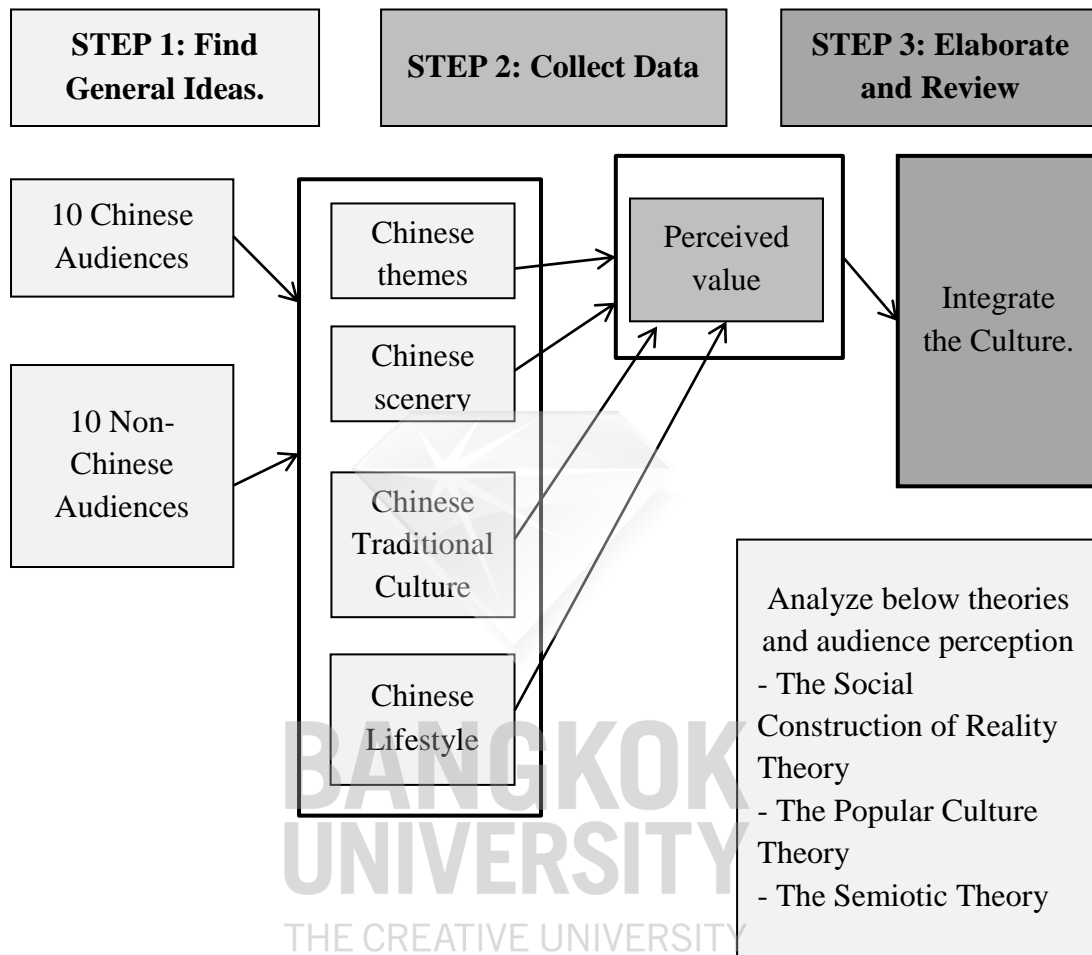 STEP 1: Find
General Ideas.
STEP 2: Collect Data
STEP 3: Elaborate
and Review
10 Chinese
Audiences
10 Non-
Chinese
Audiences
Chinese
themes
Chinese
scenery
Chinese
Traditional
Culture
Chinese
Lifestyle
Perceived
value
Integrate
the Culture.
Analyze below theories
and audience perception
- The Social
Construction of Reality
Theory
- The Popular Culture
Theory
- The Semiotic Theory
BANGKOK
UNIVERSITY
THE CREATIVE UNIVERSITY